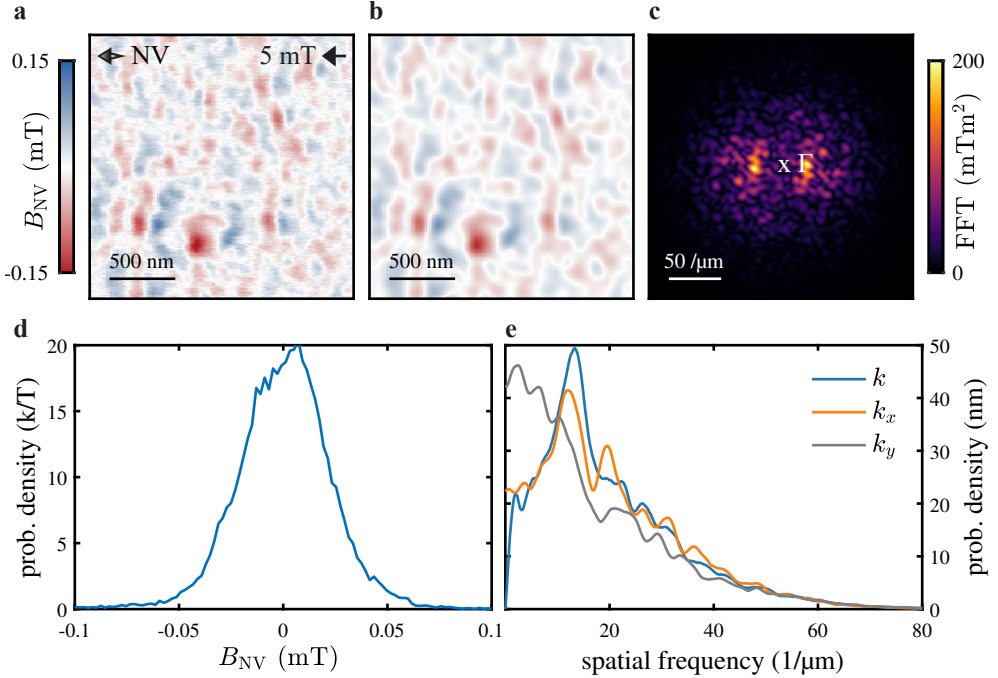 a
b
c
0.15
-0.15
B_NV (mT)
NV
5 mT
500 nm
500 nm
x Γ
50 /µm
200
0
FFT (mTm²)
d
e
20
15
10
5
0
prob. density (k/T)
-0.1
-0.05
0
0.05
0.1
B_NV (mT)
k
k_x
k_y
50
40
30
20
10
0
prob. density (nm)
20
40
60
80
spatial frequency (1/µm)